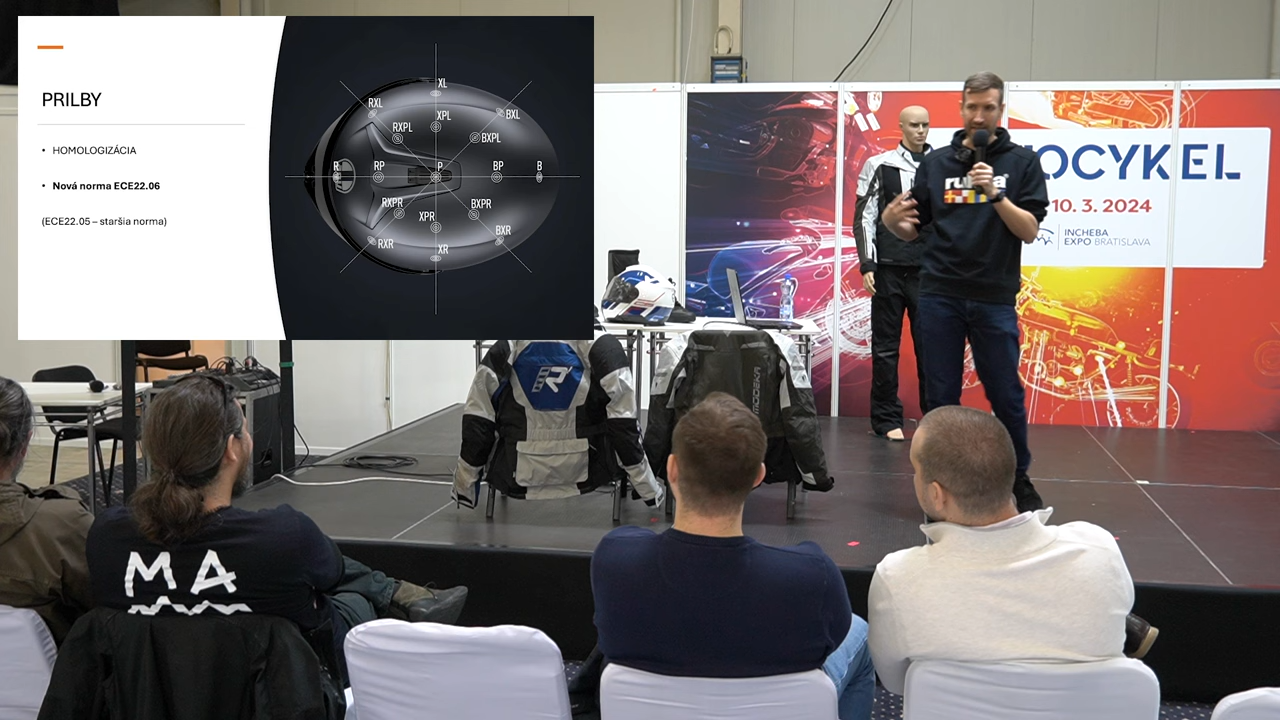 PRILBY
• HOMOLOGIZÁCIA
• Nová norma ECE22.06
(ECE22.05 – staršia norma)
XL
RXL
BXL
XPL
RXPL
BXPL
R
RP
P
BP
B
RXPR
BXPR
XPR
RXR
BXR
XR
OCYKEL
10. 3. 2024
INCHEBA
EXPO BRATISLAVA
MODEKA
MA